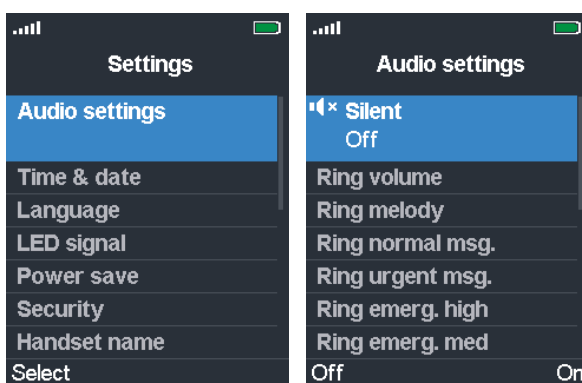 Settings
Audio settings
Time & date
Language
LED signal
Power save
Security
Handset name
Select
Audio settings
Silent
Off
Ring volume
Ring melody
Ring normal msg.
Ring urgent msg.
Ring emerg. high
Ring emerg. med
Off
On